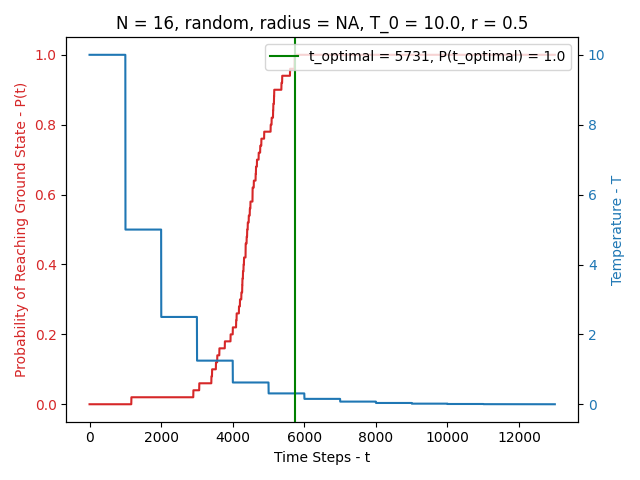 N = 16, random, radius = NA, T_0 = 10.0, r = 0.5
t_optimal = 5731, P(t_optimal) = 1.0
Probability of Reaching Ground State - P(t)
1.0
0.8
0.6
0.4
0.2
0.0
10
8
6
4
2
0
Temperature - T
0 2000 4000 6000 8000 10000 12000
Time Steps - t